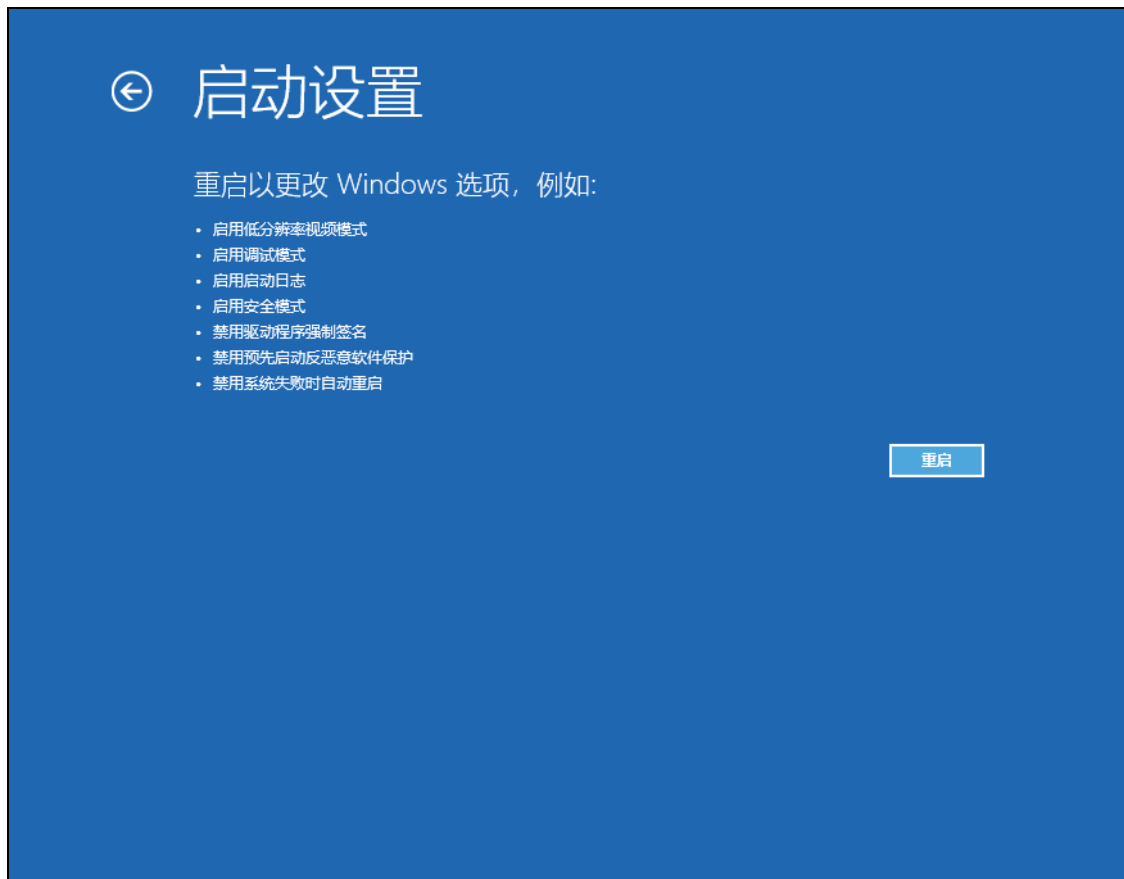 启动设置
重启以更改 Windows 选项，例如:
• 启用低分辨率视频模式
• 启用调试模式
• 启用启动日志
• 启用安全模式
• 禁用驱动程序强制签名
• 禁用预先启动反恶意软件保护
• 禁用系统失败时自动重启
重启